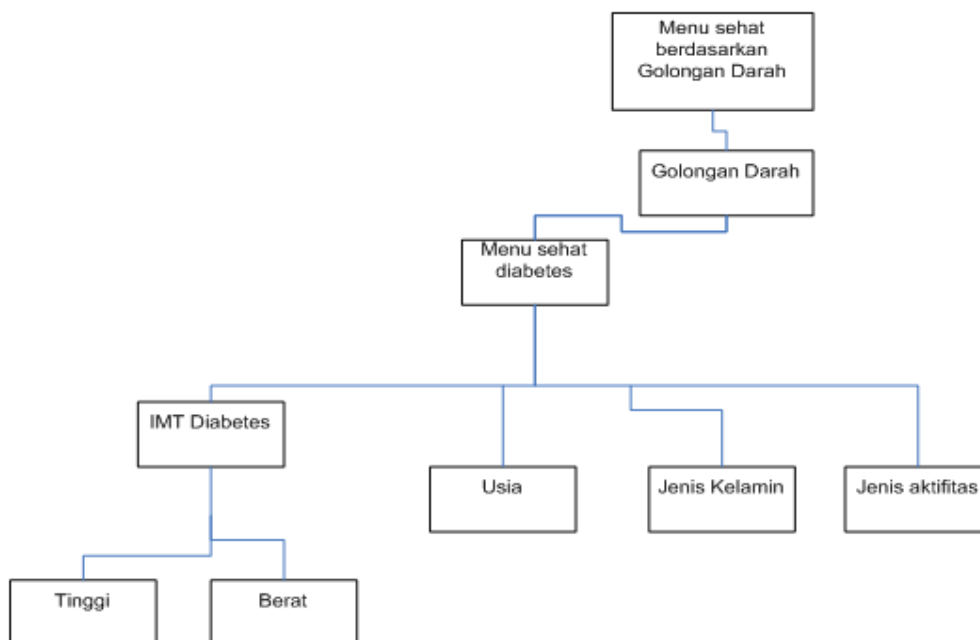 Menu sehat
berdasarkan
Golongan Darah
Golongan Darah
Menu sehat
diabetes
IMT Diabetes
Usia
Jenis Kelamin
Jenis aktifitas
Tinggi
Berat